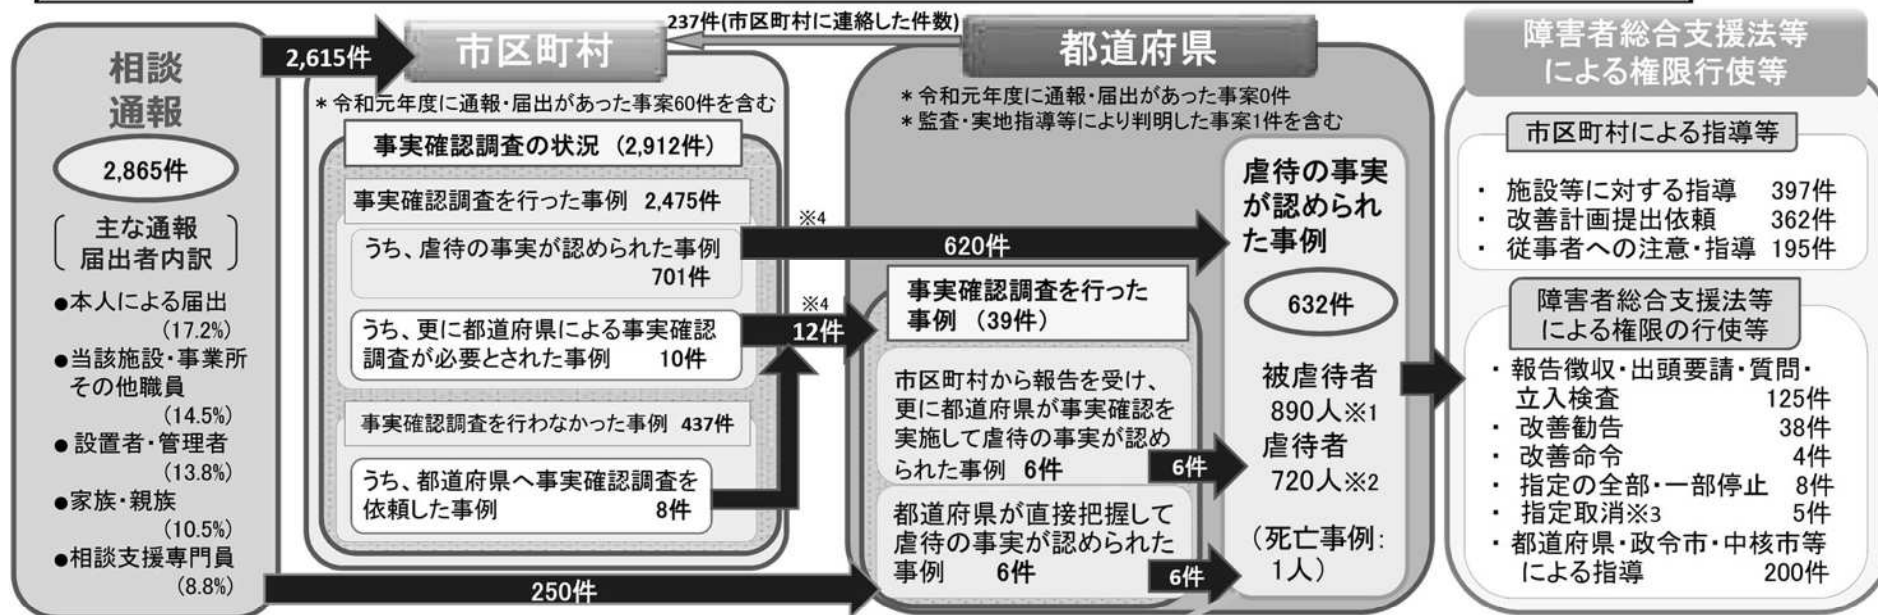 相談
通報
2,865件
主な通報
届出者内訳
●本人による届出
(17.2%)
●当該施設・事業所
その他職員
(14.5%)
●設置者・管理者
(13.8%)
●家族・親族
(10.5%)
●相談支援専門員
(8.8%)
2,615件
250件
市区町村
237件(市区町村に連絡した件数)
＊令和元年度に通報・届出があった事案60件を含む
事実確認調査の状況 (2,912件)
事実確認調査を行った事例 2,475件
うち、虐待の事実が認められた事例
701件
うち、更に都道府県による事実確認
調査が必要とされた事例 10件
事実確認調査を行わなかった事例 437件
うち、都道府県へ事実確認調査を
依頼した事例 8件
※4
620件
※4
12件
都道府県
＊令和元年度に通報・届出があった事案0件
＊監査・実地指導等により判明した事案1件を含む
事実確認調査を行った
事例 (39件)
市区町村から報告を受け、
更に都道府県が事実確認を
実施して虐待の事実が認め
られた事例 6件
6件
都道府県が直接把握して
虐待の事実が認められた
事例 6件
6件
虐待の事実
が認められ
た事例
632件
被虐待者
890人※1
虐待者
720人※2
(死亡事例:
1人)
障害者総合支援法等
による権限行使等
市区町村による指導等
・ 施設等に対する指導 397件
・ 改善計画提出依頼 362件
・ 従事者への注意・指導 195件
障害者総合支援法等
による権限の行使等
・報告徴収・出頭要請・質問・
立入検査 125件
・ 改善勧告 38件
・ 改善命令 4件
・ 指定の全部・一部停止 8件
・ 指定取消※3 5件
・ 都道府県・政令市・中核市等
による指導 200件